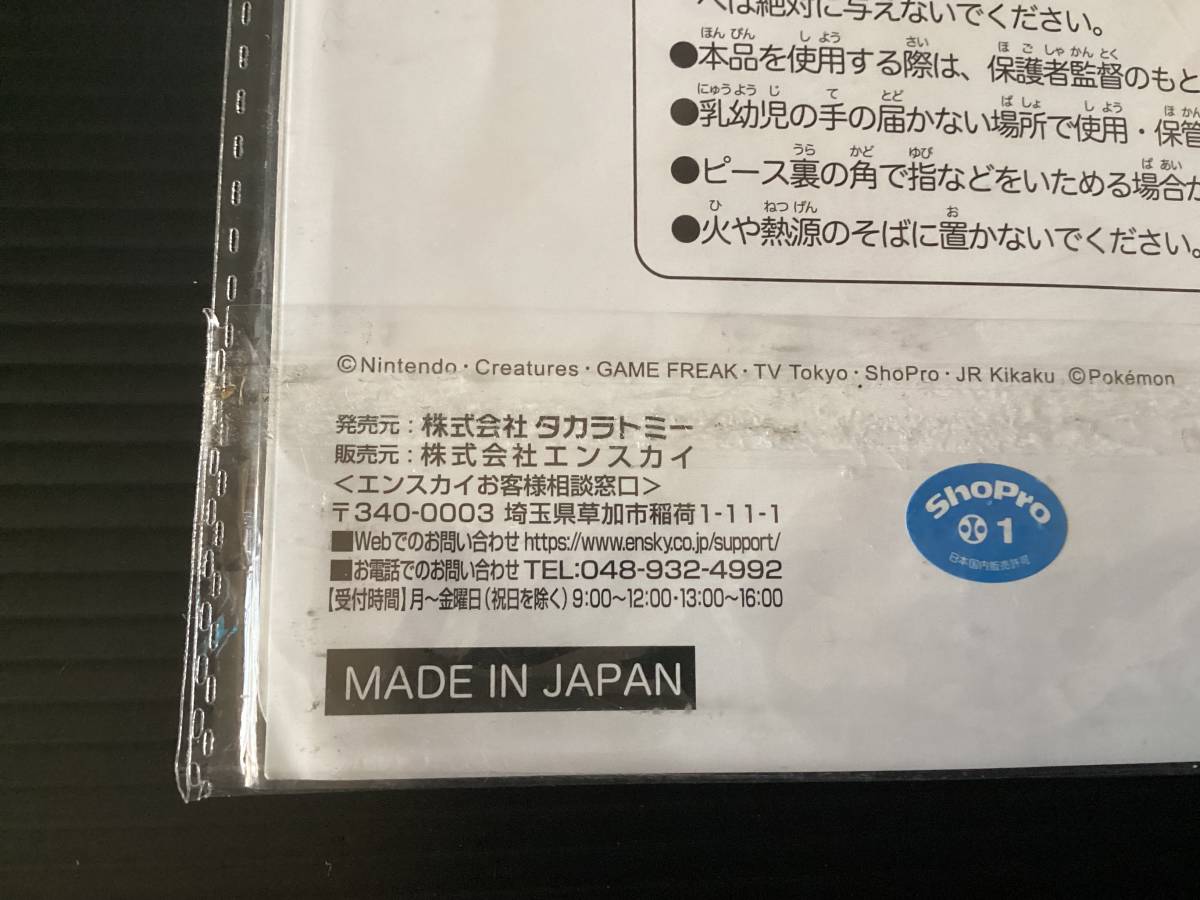 へは絶対に与えないでください。
●本品を使用する際は、保護者監督のもと
●乳幼児の手の届かない場所で使用・保管
●ピース裏の角で指などをいためる場合が
●火や熱源のそばに置かないでください。
©Nintendo・Creatures・GAME FREAK・TV Tokyo・ShoPro・JR Kikaku ©Pokémon
発売元:株式会社 タカラトミー
販売元:株式会社エンスカイ
<エンスカイお客様相談窓口>
〒340-0003 埼玉県草加市稲荷1-11-1
■Webでのお問い合わせ https://www.ensky.co.jp/support/
■お電話でのお問い合わせ TEL:048-932-4992
【受付時間】月～金曜日(祝日を除く)9:00～12:00・13:00～16:00
ShoPro
1
日本国内販売許可
MADE IN JAPAN